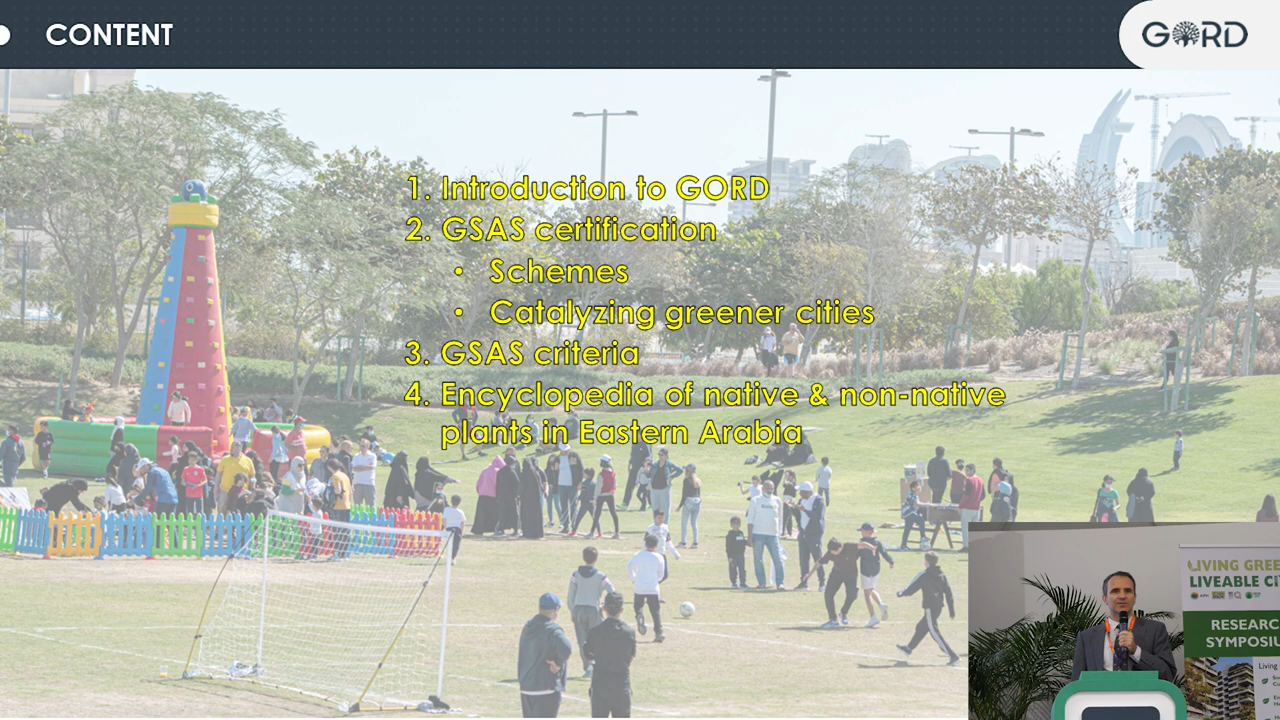 CONTENT
GORD
1. Introduction to GORD
2. GSAS certification
• Schemes
• Catalyzing greener cities
3. GSAS criteria
4. Encyclopedia of native & non-native
plants in Eastern Arabia
LIVING GREE
LIVEABLE CI
RESEARC
SYMPOSIU
Living